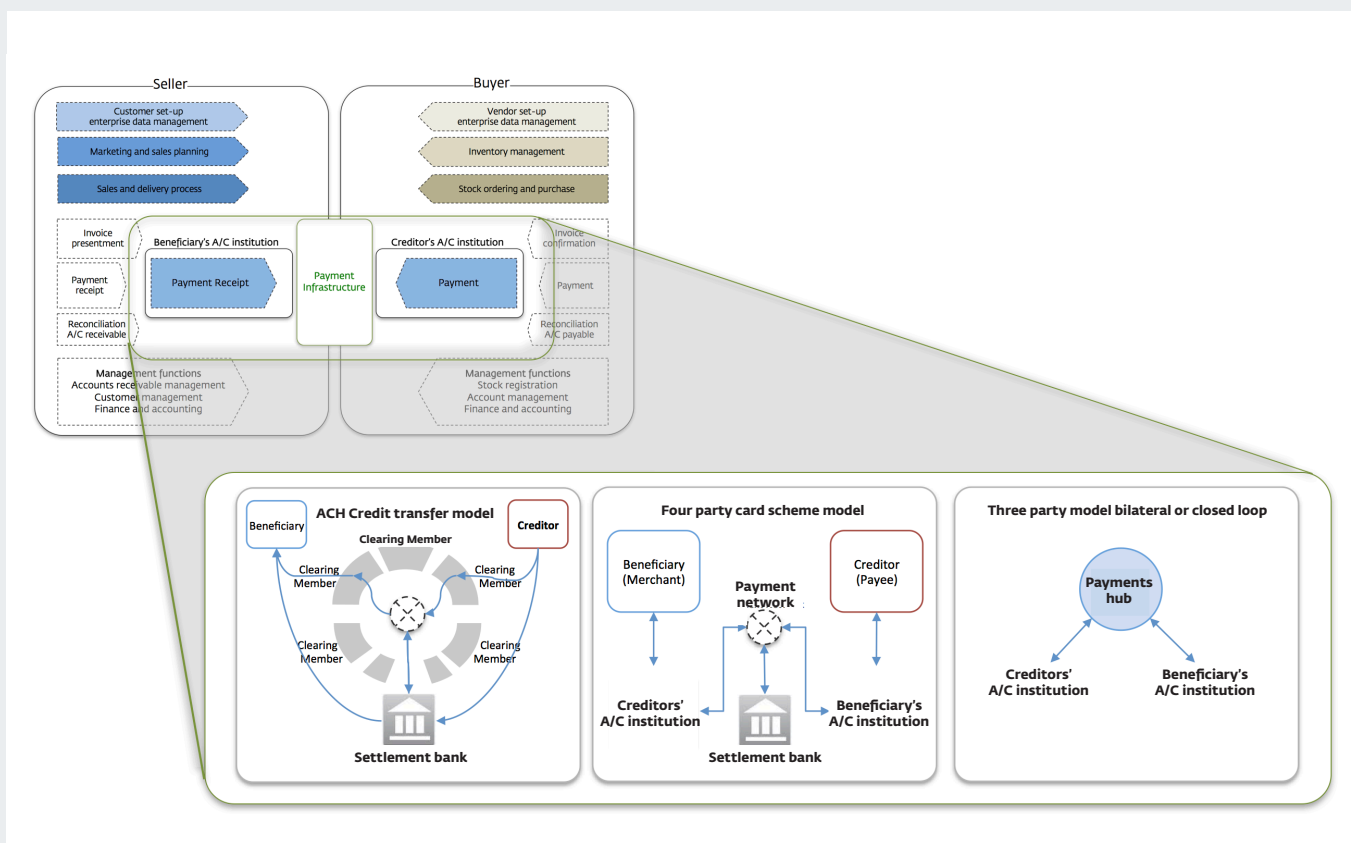 Seller
Buyer
Customer set-up
enterprise data management
Marketing and sales planning
Sales and delivery process
Vendor set-up
enterprise data management
Inventory management
Stock ordering and purchase
Invoice
presentment
Payment
receipt
Reconciliation
A/C receivable
Beneficiary's A/C institution
Payment Receipt
Payment
Infrastructure
Creditor's A/C institution
Payment
Invoice
confirmation
Payment
Reconciliation
A/C payable
Management functions
Accounts receivable management
Customer management
Finance and accounting
Management functions
Stock registration
Account management
Finance and accounting
ACH Credit transfer model
Beneficiary
Creditor
Clearing Member
Clearing
Member
Clearing
Member
Clearing
Member
Clearing
Member
Settlement bank
Four party card scheme model
Beneficiary
(Merchant)
Creditor
(Payee)
Payment
network
Creditors'
A/C institution
Beneficiary's
A/C institution
Settlement bank
Three party model bilateral or closed loop
Payments
hub
Creditors'
A/C institution
Beneficiary's
A/C institution